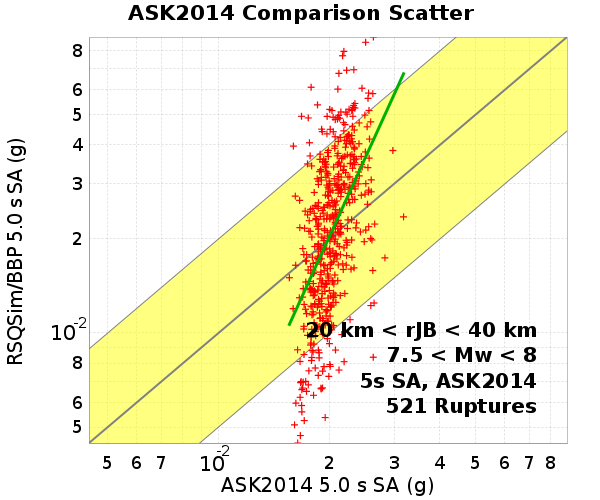 ASK2014 Comparison Scatter
RSQSim/BBP 5.0 s SA (g)
8
6
5
4
3
2
10-2
8
6
5
20 km < rJB < 40 km
7.5 < Mw < 8
5s SA, ASK2014
521 Ruptures
5 6 7 10-2 2 3 4 5 6 7 8
ASK2014 5.0 s SA (g)